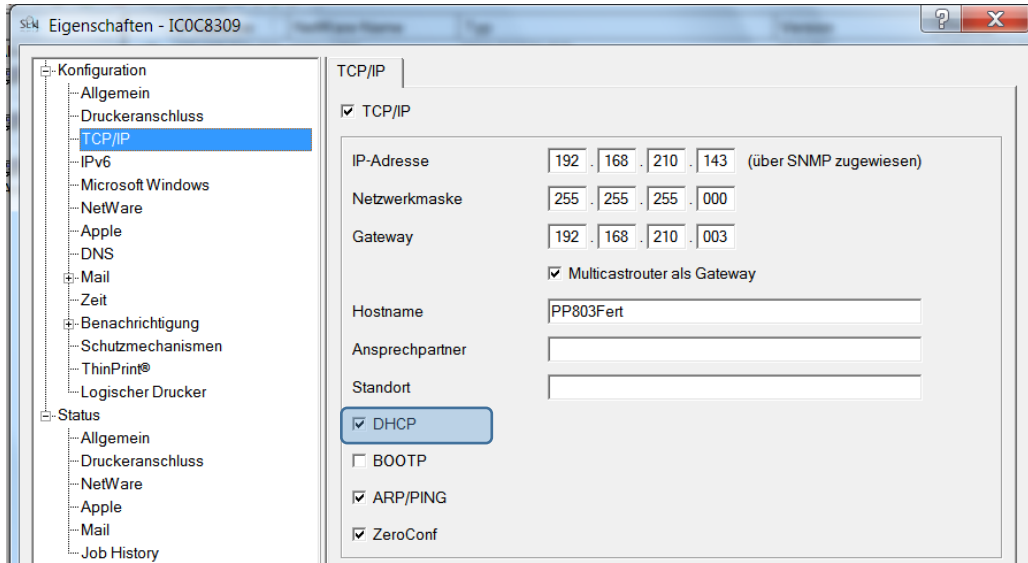 SEH Eigenschaften - IC0C8309
Konfiguration
Allgemein
Druckeranschluss
TCP/IP
IPv6
Microsoft Windows
NetWare
Apple
DNS
Mail
Zeit
Benachrichtigung
Schutzmechanismen
ThinPrint®
Logischer Drucker
Status
Allgemein
Druckeranschluss
NetWare
Apple
Mail
Job History
TCP/IP
TCP/IP
IP-Adresse 192 . 168 . 210 . 143 (über SNMP zugewiesen)
Netzwerkmaske 255 . 255 . 255 . 000
Gateway 192 . 168 . 210 . 003
Multicastrouter als Gateway
Hostname PP803Fert
Ansprechpartner
Standort
DHCP
BOOTP
ARP/PING
ZeroConf